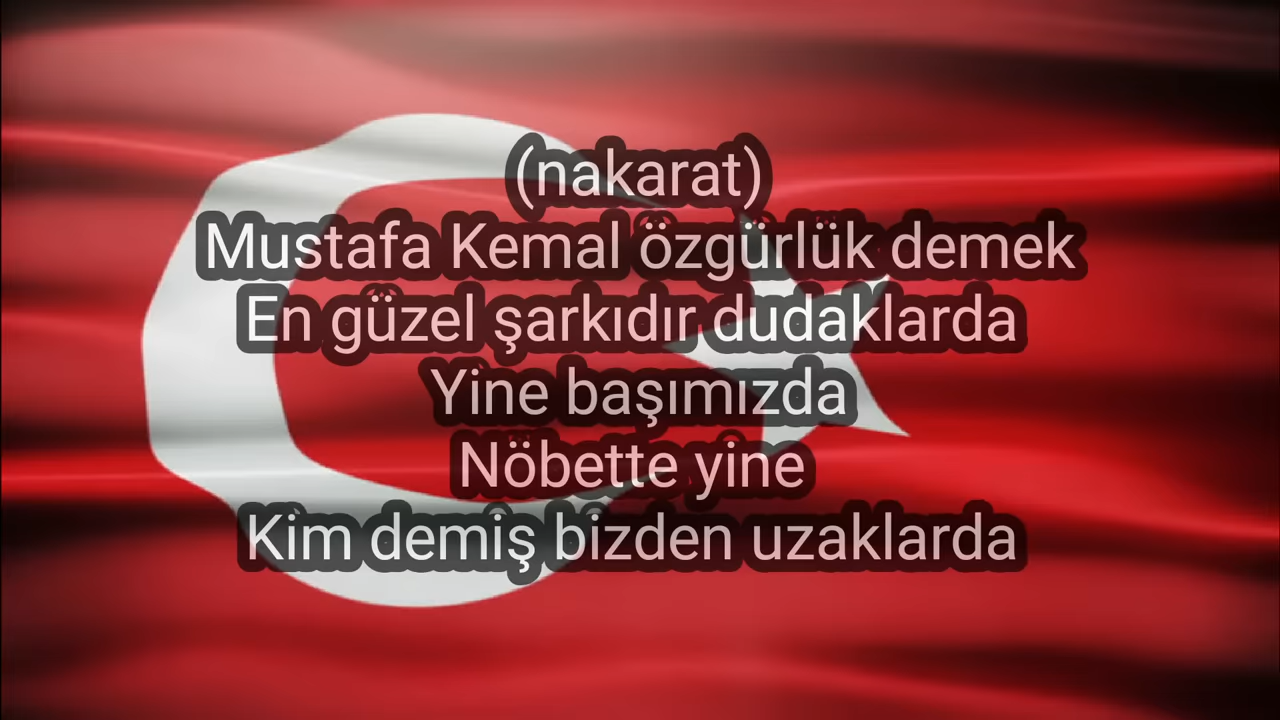 (nakarat)
Mustafa Kemal özgürlük demek
En güzel şarkıdır dudaklarda
Yine başımızda
Nöbette yine
Kim demiş bizden uzaklarda